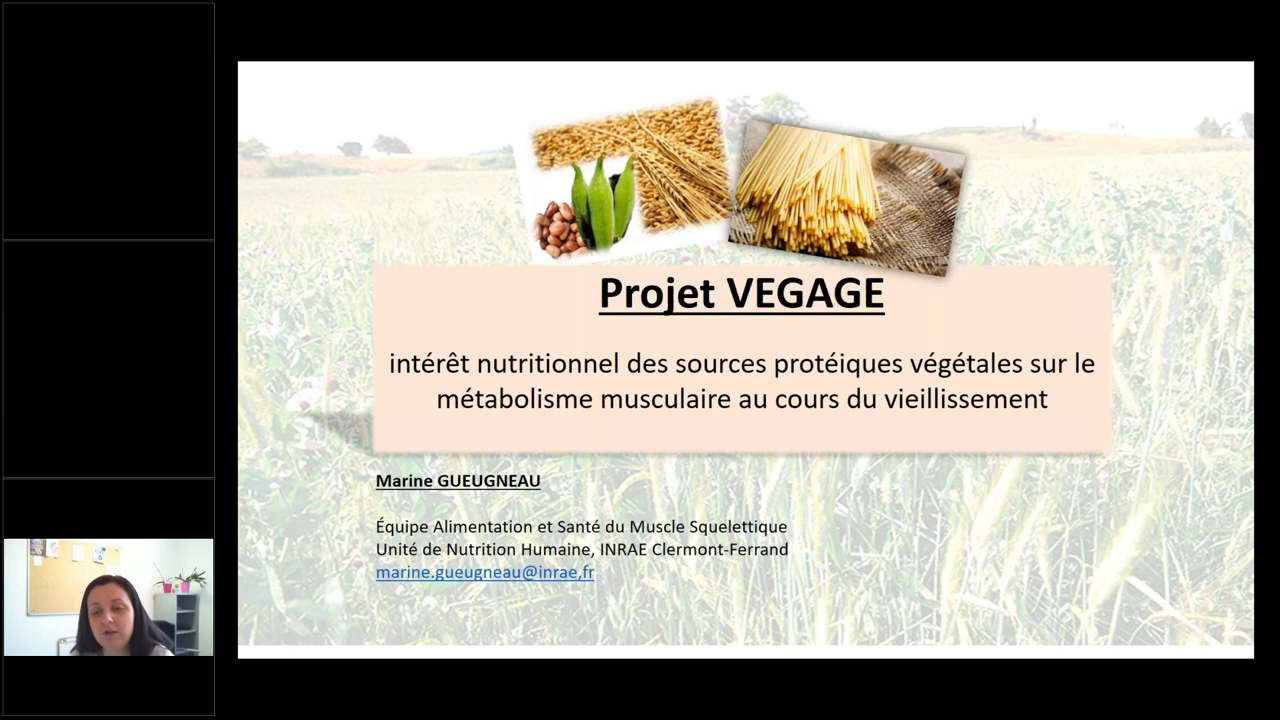 Projet VEGAGE
intérêt nutritionnel des sources protéiques végétales sur le
métabolisme musculaire au cours du vieillissement
Marine GUEUGNEAU
Équipe Alimentation et Santé du Muscle Squelettique
Unité de Nutrition Humaine, INRAE Clermont-Ferrand
marine.gueugneau@inrae,fr